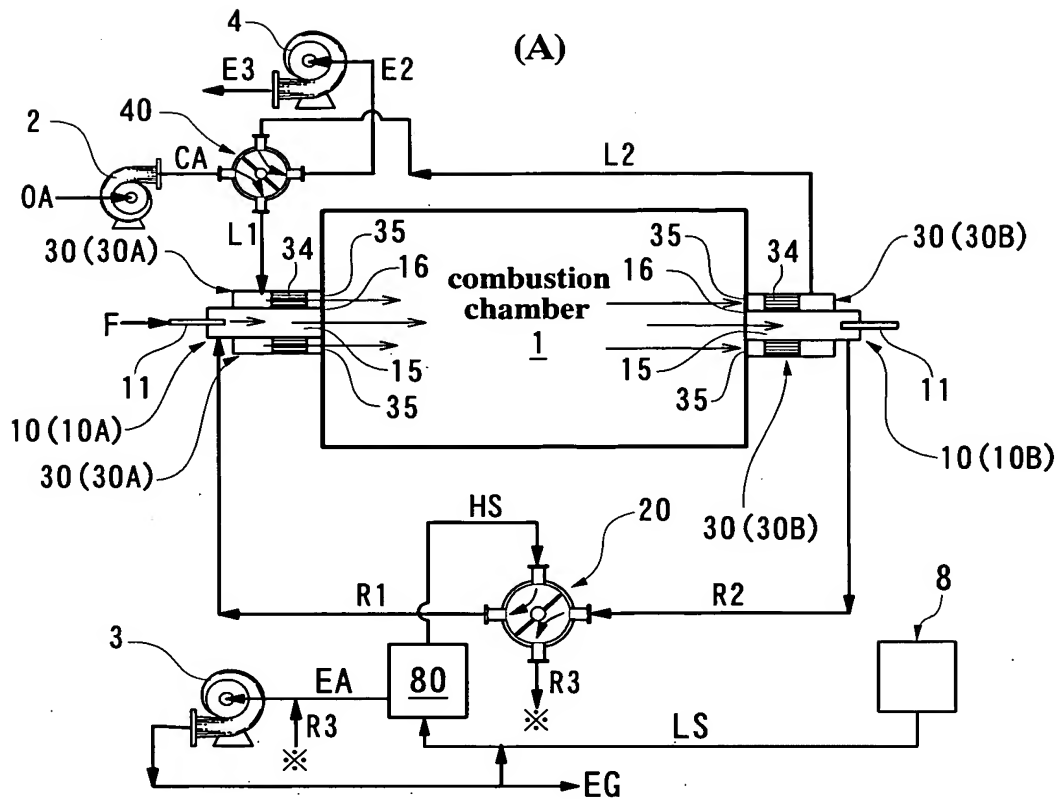 (A)
4
E3
E2
40
2
CA
L2
OA
L1
30(30A)
34
35
16
35
16
34
30(30B)
combustion
chamber
1
F
11
15
35
15
35
11
10(10A)
30(30A)
10(10B)
30(30B)
HS
20
R1
R2
8
3
EA
80
R3
※
R3
※
LS
EG